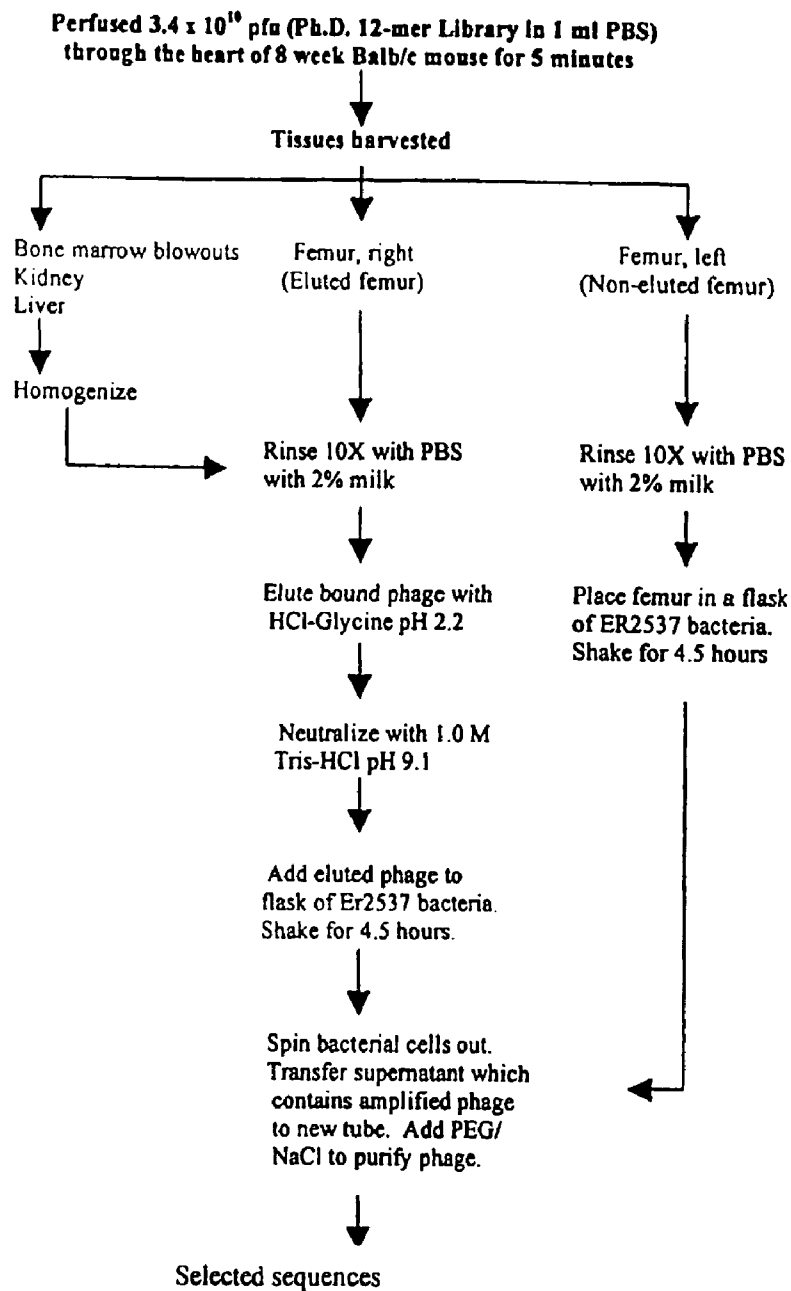 Perfused 3.4 x 10¹⁰ pfu (Ph.D. 12-mer Library in 1 ml PBS)
through the heart of 8 week Balb/c mouse for 5 minutes
Tissues harvested
Bone marrow blowouts
Kidney
Liver
Homogenize
Femur, right
(Eluted femur)
Femur, left
(Non-eluted femur)
Rinse 10X with PBS
with 2% milk
Rinse 10X with PBS
with 2% milk
Elute bound phage with
HCl-Glycine pH 2.2
Place femur in a flask
of ER2537 bacteria.
Shake for 4.5 hours
Neutralize with 1.0 M
Tris-HCl pH 9.1
Add eluted phage to
flask of Er2537 bacteria.
Shake for 4.5 hours.
Spin bacterial cells out.
Transfer supernatant which
contains amplified phage
to new tube. Add PEG/
NaCl to purify phage.
Selected sequences